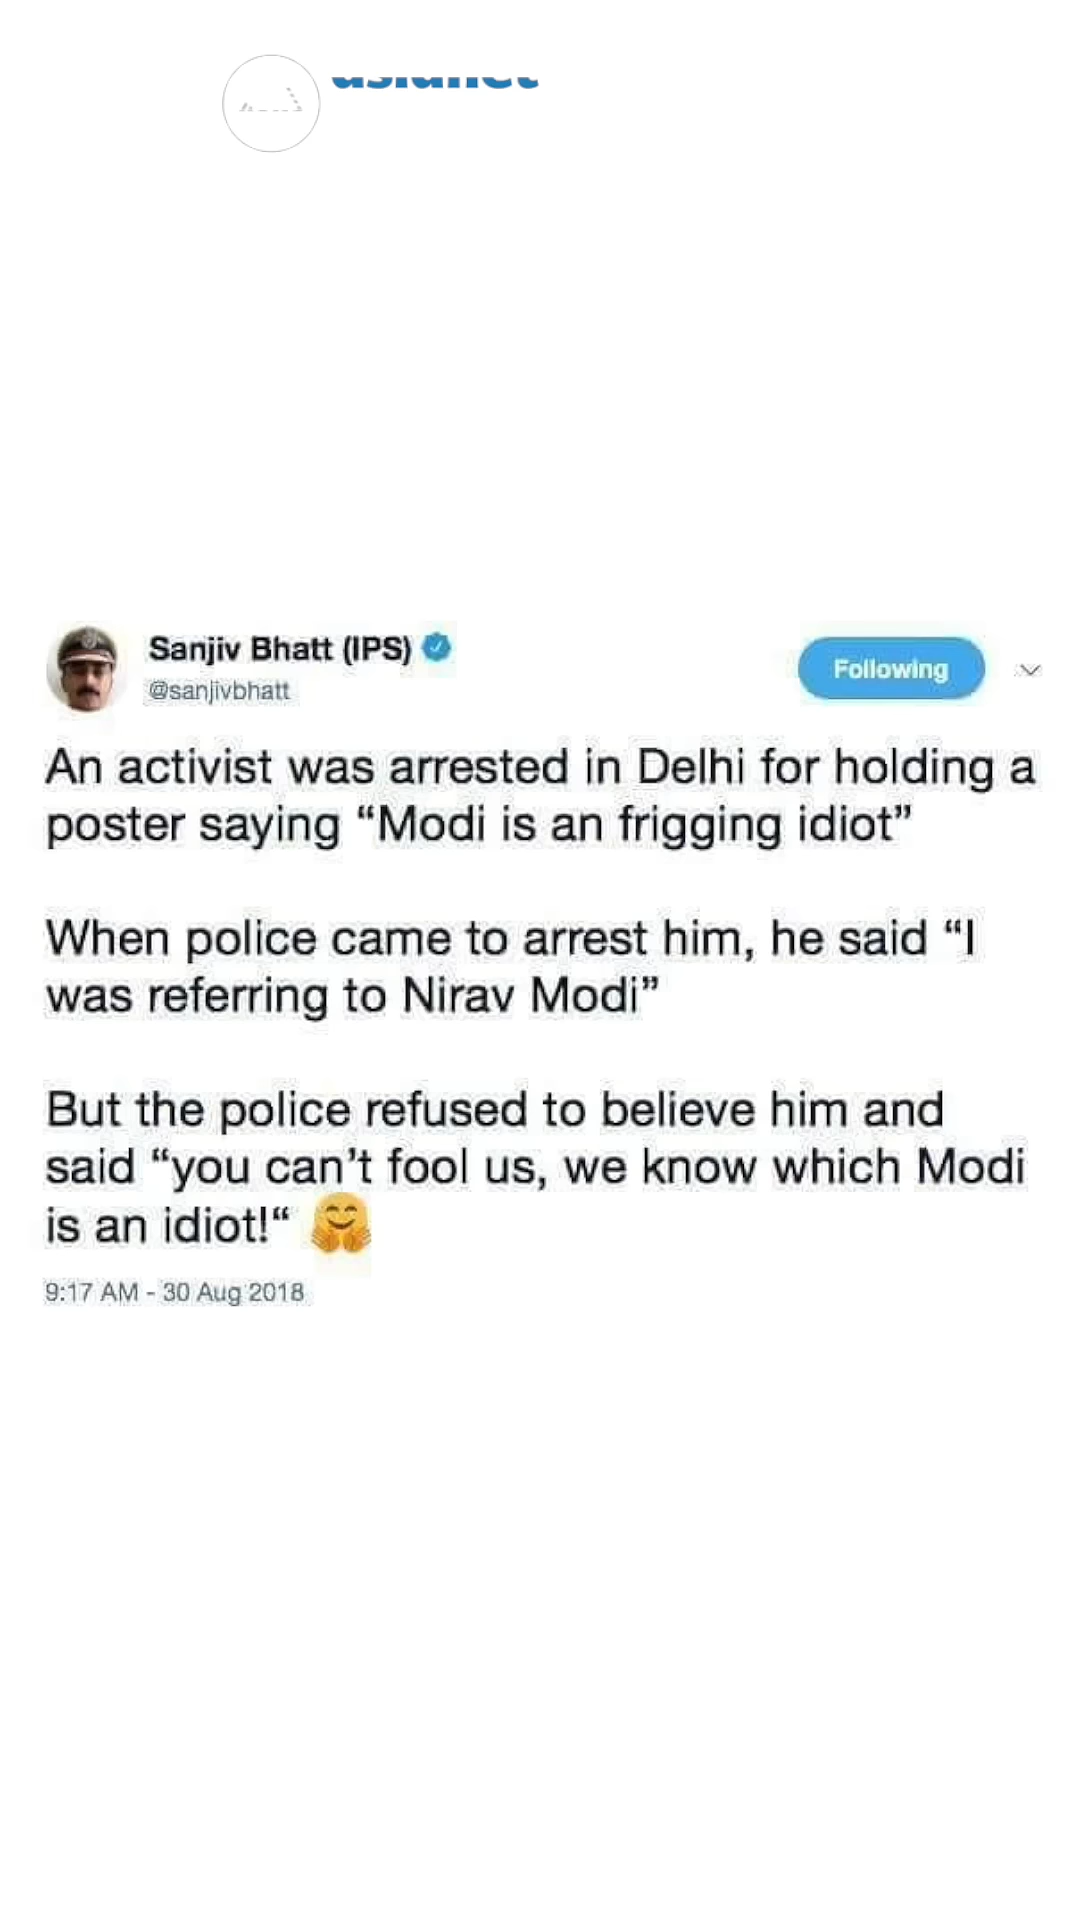 asianet
Sanjiv Bhatt (IPS)
@sanjivbhatt
Following
An activist was arrested in Delhi for holding a
poster saying “Modi is an frigging idiot”
When police came to arrest him, he said “I
was referring to Nirav Modi”
But the police refused to believe him and
said “you can’t fool us, we know which Modi
is an idiot!“ 🤗
9:17 AM - 30 Aug 2018